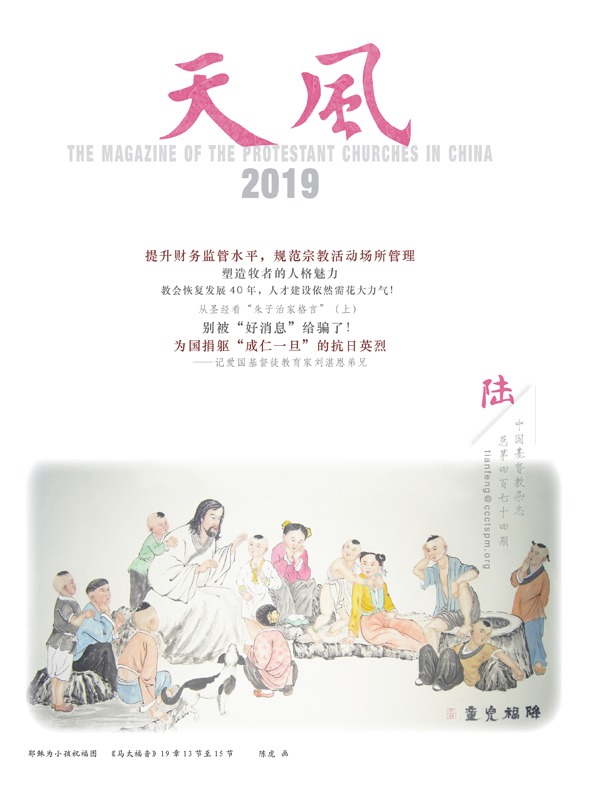 天風
THE MAGAZINE OF THE PROTESTANT CHURCHES IN CHINA
2019
提升财务监管水平，规范宗教活动场所管理
塑造牧者的人格魅力
教会恢复发展40年，人才建设依然需花大力气！
从圣经看“朱子治家格言”（上）
别被“好消息”给骗了！
为国捐躯“成仁一旦”的抗日英烈
——记爱国基督徒教育家刘湛恩弟兄
陆
中国基督教杂志
总第四百七十四期
tianfeng@ccctspm.org
降福兒童
耶稣为小孩祝福图 《马太福音》19章13节至15节 陈虎 画